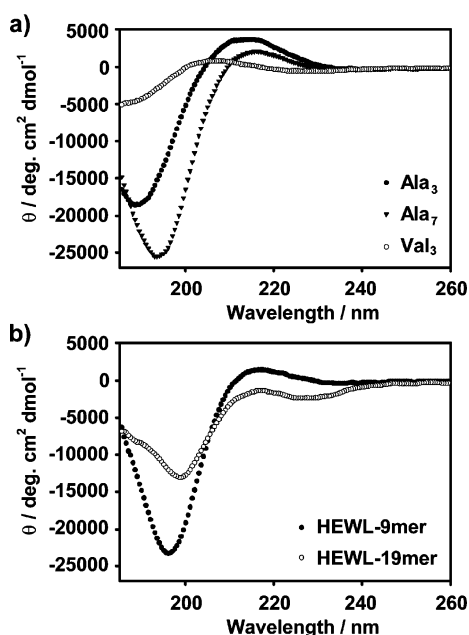 a)
5000
0
-5000
-10000
-15000
-20000
-25000
θ / deg. cm² dmol⁻¹
Ala₃
Ala₇
Val₃
200 220 240 260
Wavelength / nm
b)
5000
0
-5000
-10000
-15000
-20000
-25000
θ / deg. cm² dmol⁻¹
HEWL-9mer
HEWL-19mer
200 220 240 260
Wavelength / nm